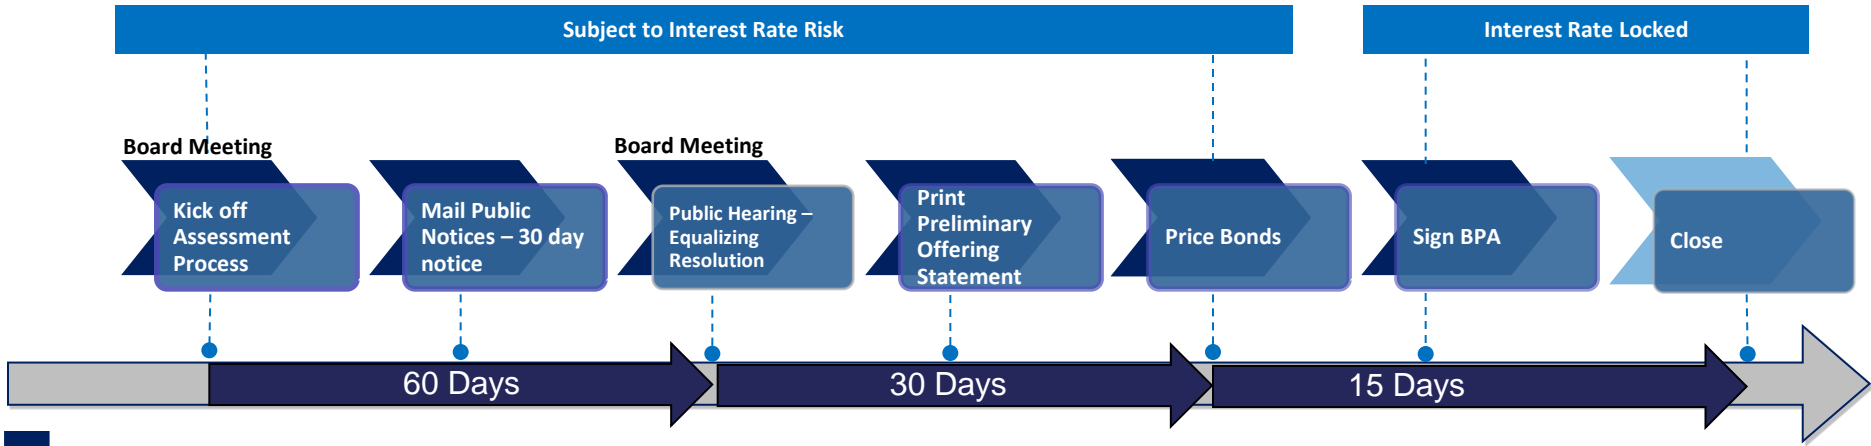 Subject to Interest Rate Risk
Interest Rate Locked
Board Meeting
Board Meeting
Kick off
Assessment
Process
Mail Public
Notices – 30 day
notice
Public Hearing –
Equalizing
Resolution
Print
Preliminary
Offering
Statement
Price Bonds
Sign BPA
Close
60 Days
30 Days
15 Days